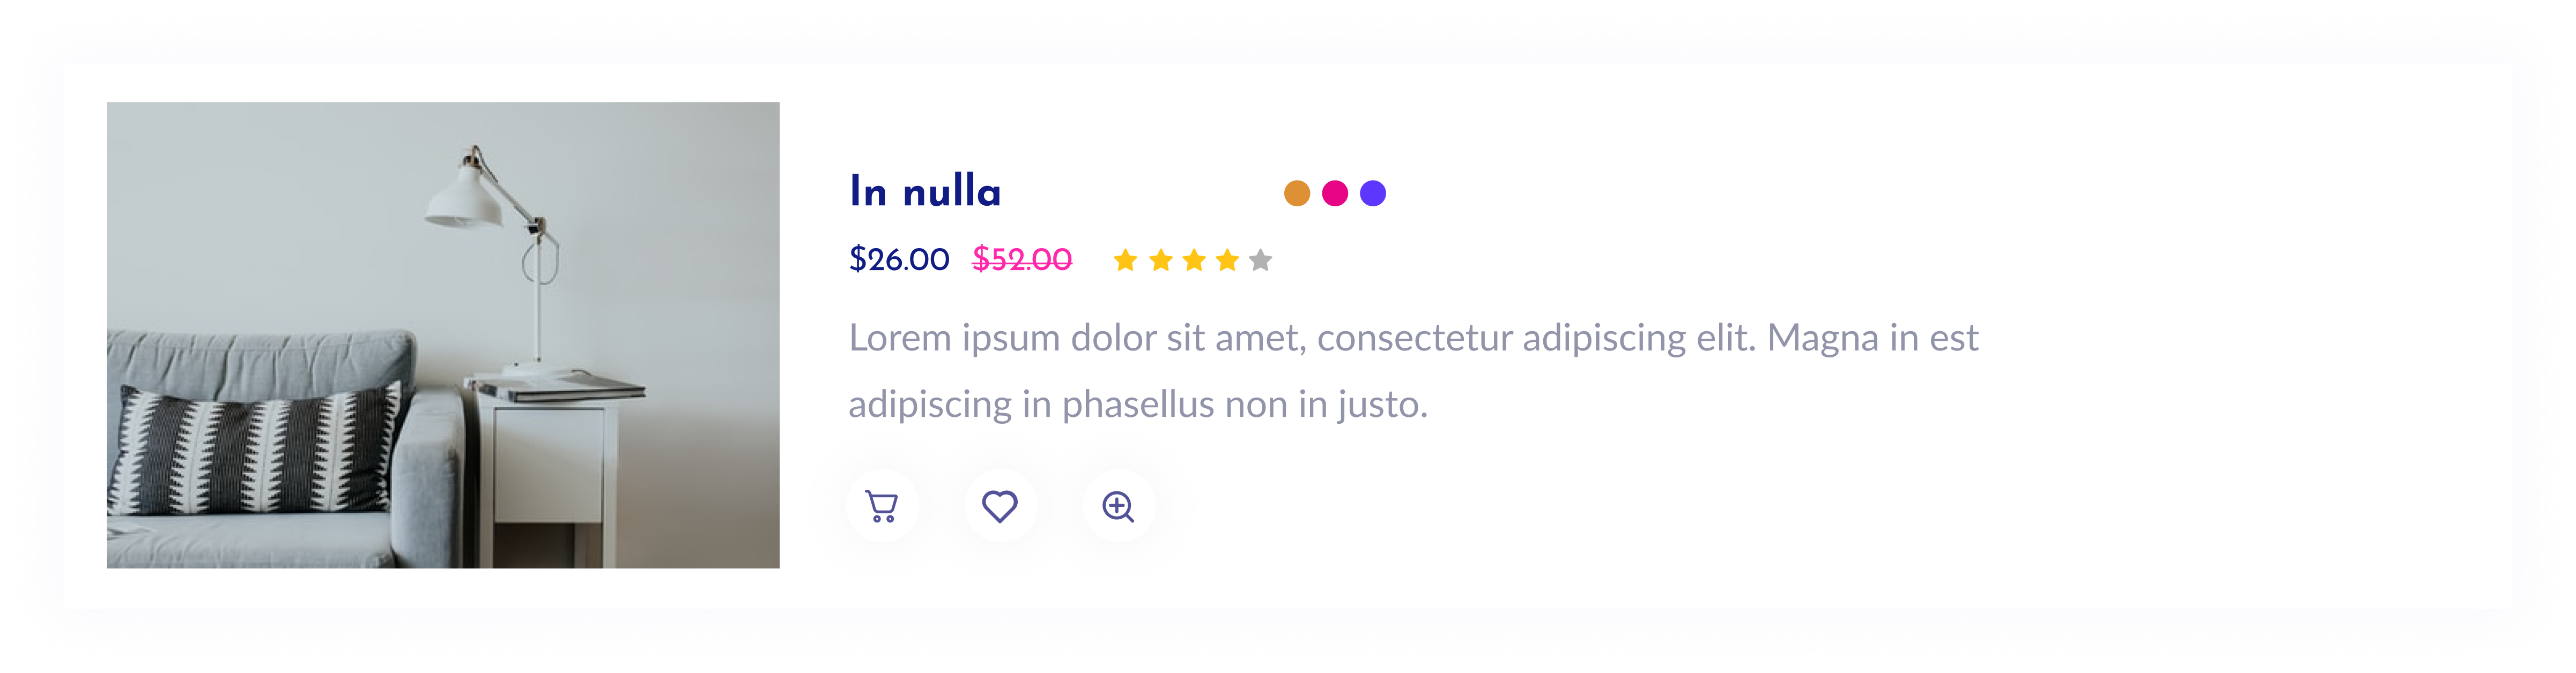 In nulla
$26.00 $52.00
Lorem ipsum dolor sit amet, consectetur adipiscing elit. Magna in est
adipiscing in phasellus non in justo.